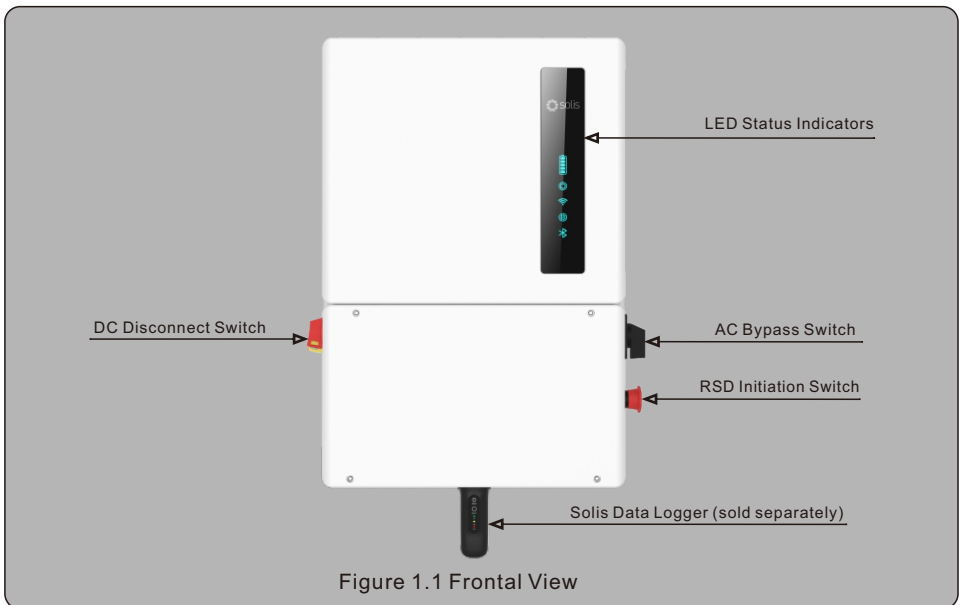 solis
LED Status Indicators
DC Disconnect Switch
AC Bypass Switch
RSD Initiation Switch
Solis Data Logger (sold separately)
Figure 1.1 Frontal View